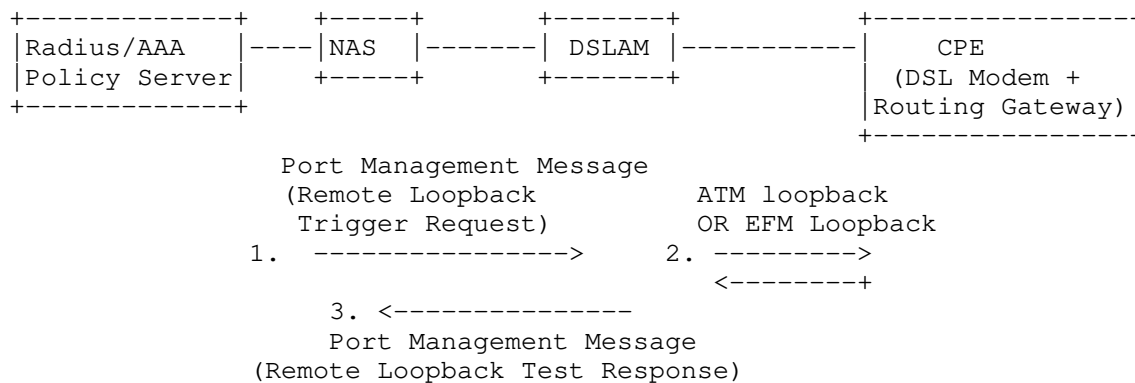 Radius/AAA NAS DSLAM CPE
Policy Server (DSL Modem +
Routing Gateway)
Port Management Message
(Remote Loopback ATM loopback
Trigger Request) OR EFM Loopback
1. 2.
3.
Port Management Message
(Remote Loopback Test Response)